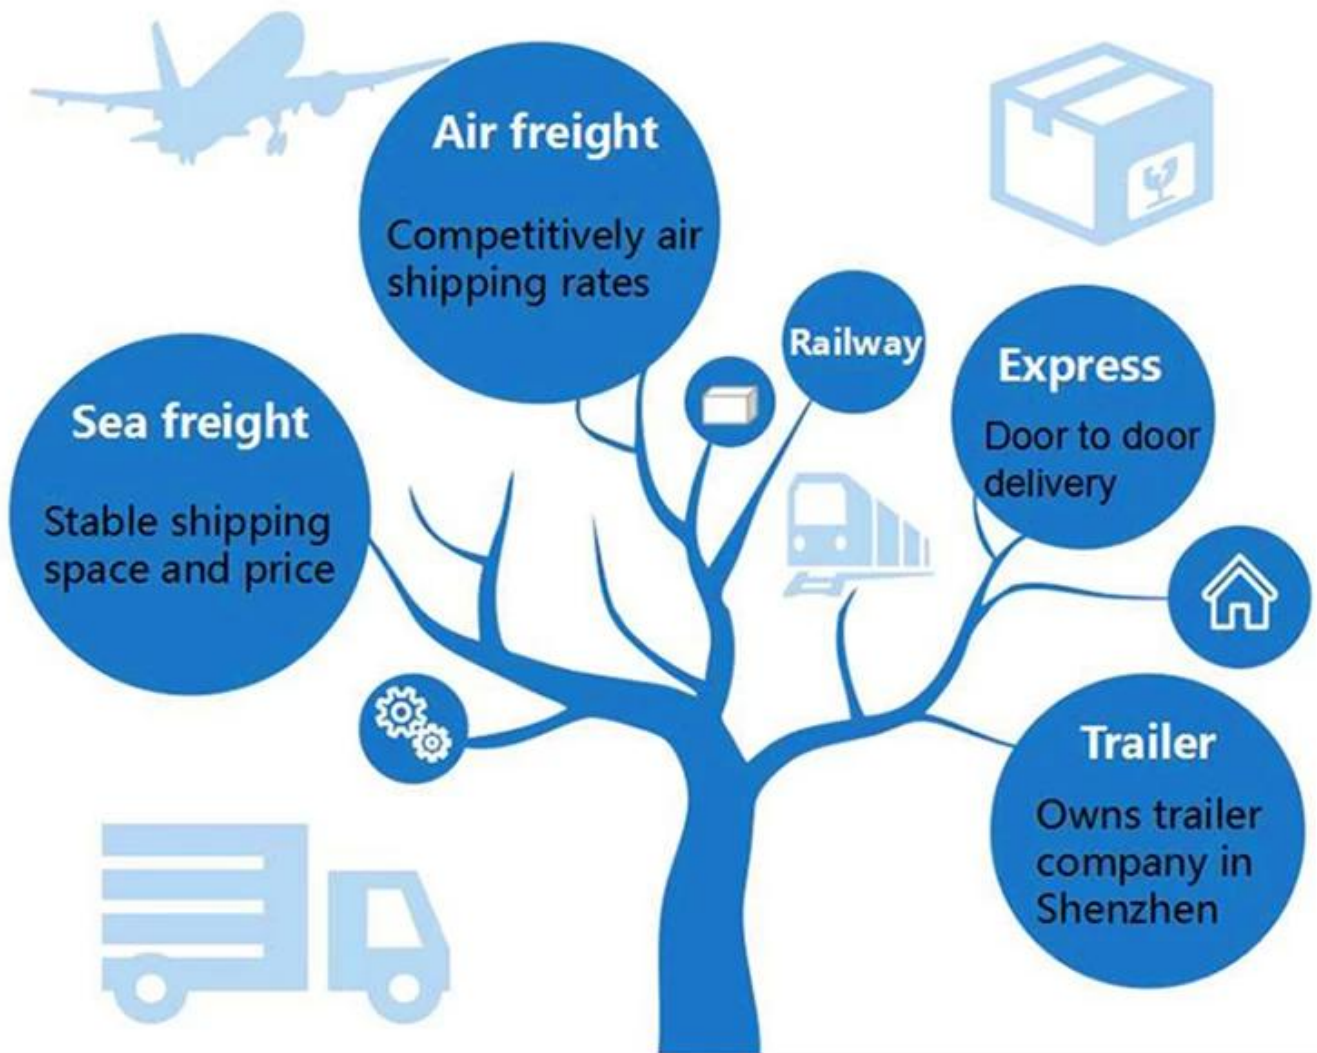 Air freight
Competitively air
shipping rates
Railway
Express
Door to door
delivery
Sea freight
Stable shipping
space and price
Trailer
Owns trailer
company in
Shenzhen